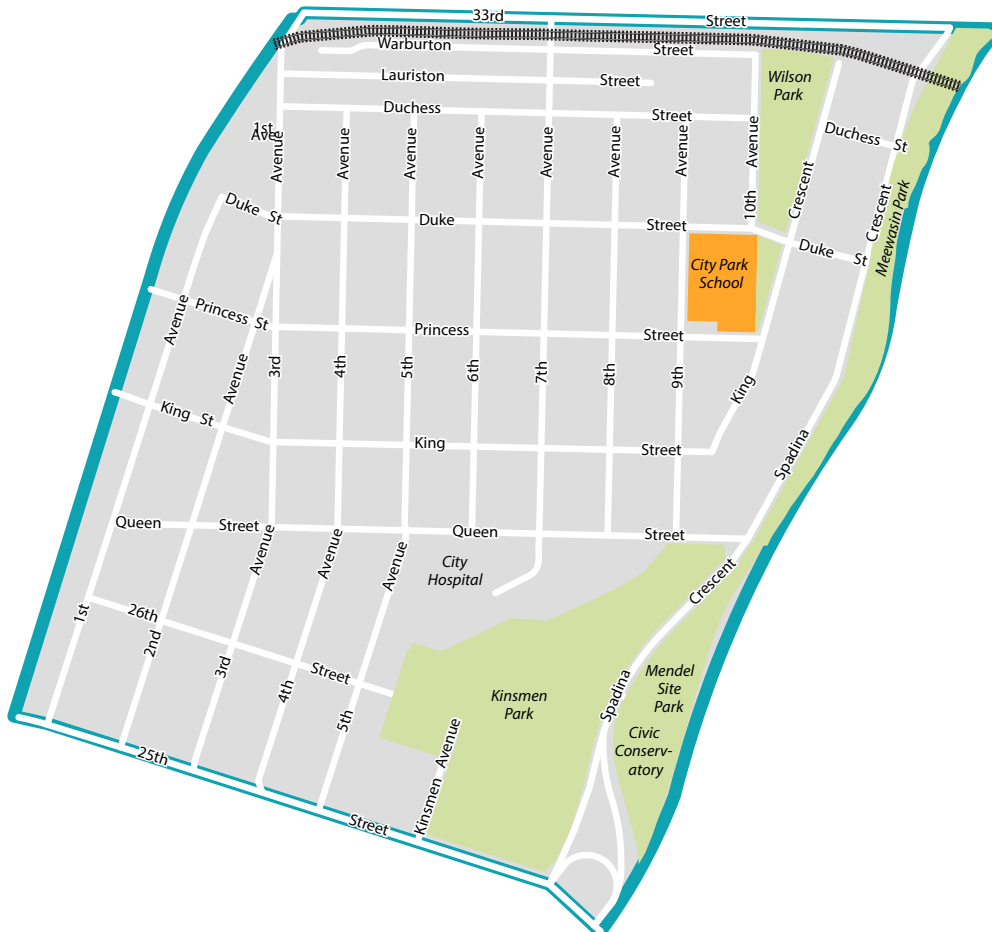 33rd
Street
Warburton
Street
Wilson
Park
Lauriston
Street
Duchess
Street
1st
Ave
Avenue
Avenue
Avenue
Avenue
Avenue
Avenue
Avenue
Avenue
10th
Crescent
Duchess St
Crescent
Meewasin Park
Duke St
Duke
Street
Duke St
City Park
School
Avenue
Princess St
Princess
Street
Avenue
3rd
4th
5th
6th
7th
8th
9th
King
King St
King
Street
Spadina
Queen
Street
Queen
Street
Avenue
Avenue
Avenue
City
Hospital
Crescent
1st
26th
2nd
3rd
Street
4th
5th
Kinsmen
Park
Spadina
Mendel
Site
Park
Civic
Conserv-
atory
Kinsmen Avenue
25th
Street